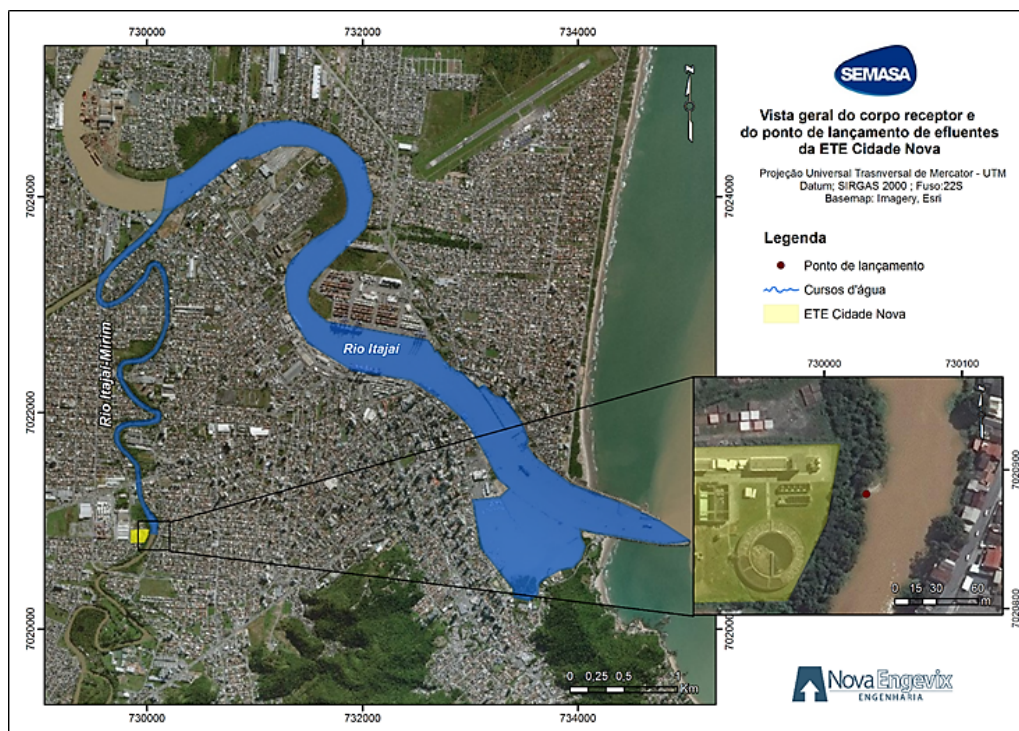 730000
732000
734000
SEMASA
Vista geral do corpo receptor e
do ponto de lançamento de efluentes
da ETE Cidade Nova
Projeção Universal Trasnversal de Mercator - UTM
Datum; SIRGAS 2000 ; Fuso:22S
Basemap: Imagery, Esri
Legenda
Ponto de lançamento
Cursos d'água
ETE Cidade Nova
7024000
7024000
Rio Itajaí
Rio Itajaí-Mirim
7022000
730000
730100
7020900
0 15 30 60
m
7020800
7020000
0 0,25 0,5 1
Km
730000
732000
734000
NovaEngevix
ENGENHARIA